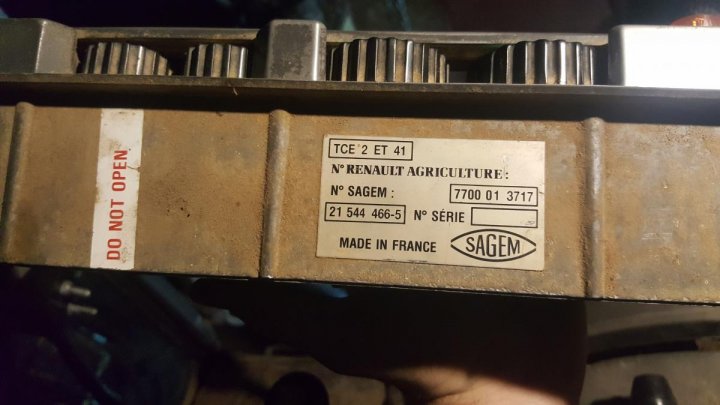 DO NOT OPEN
TCE 2 ET 41
N° RENAULT AGRICULTURE :
N° SAGEM : 7700 01 3717
21 544 466-5 N° SÉRIE
MADE IN FRANCE SAGEM